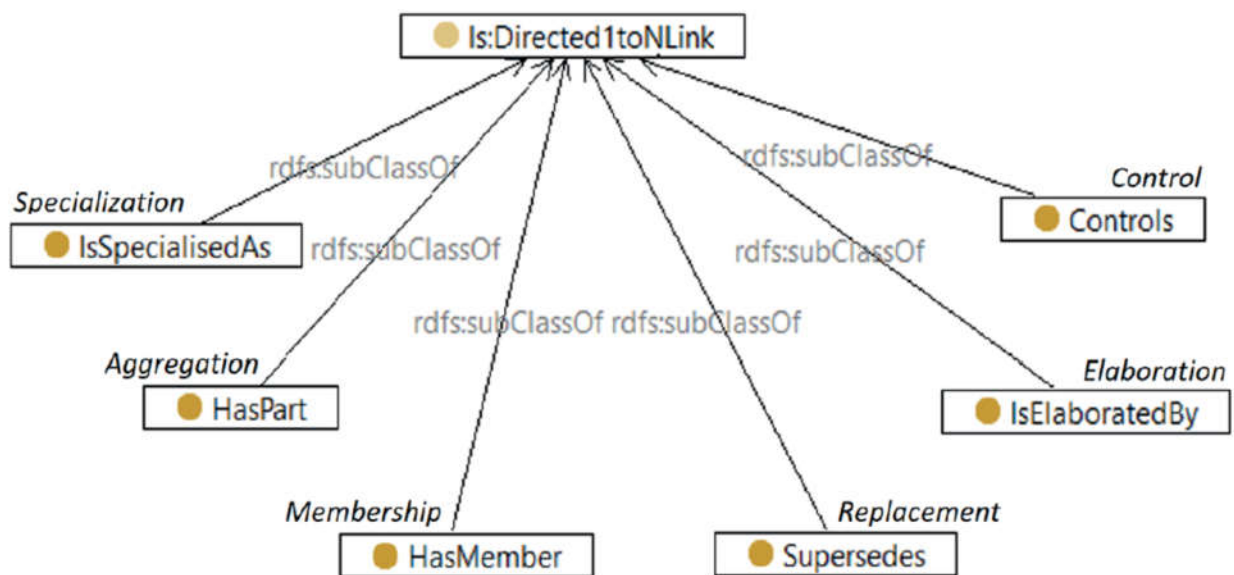 Is:Directed1toNLink
rdfs:subClassOf
rdfs:subClassOf
Control
Specialization
Controls
IsSpecialisedAs
rdfs:subClassOf
rdfs:subClassOf
rdfs:subClassOf rdfs:subClassOf
Aggregation
Elaboration
HasPart
IsElaboratedBy
Membership
Replacement
HasMember
Supersedes